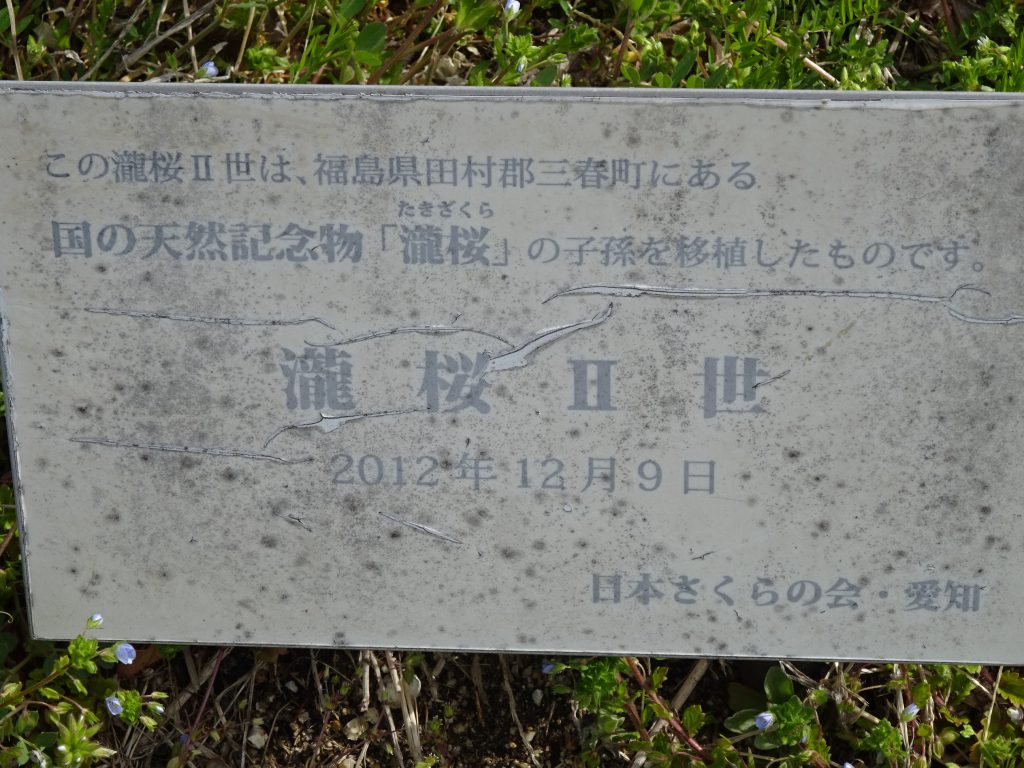 この瀧桜Ⅱ世は、福島県田村郡三春町にある
たきざくら
国の天然記念物「瀧桜」の子孫を移植したものです。
瀧桜Ⅱ世
2012年12月9日
日本さくらの会・愛知